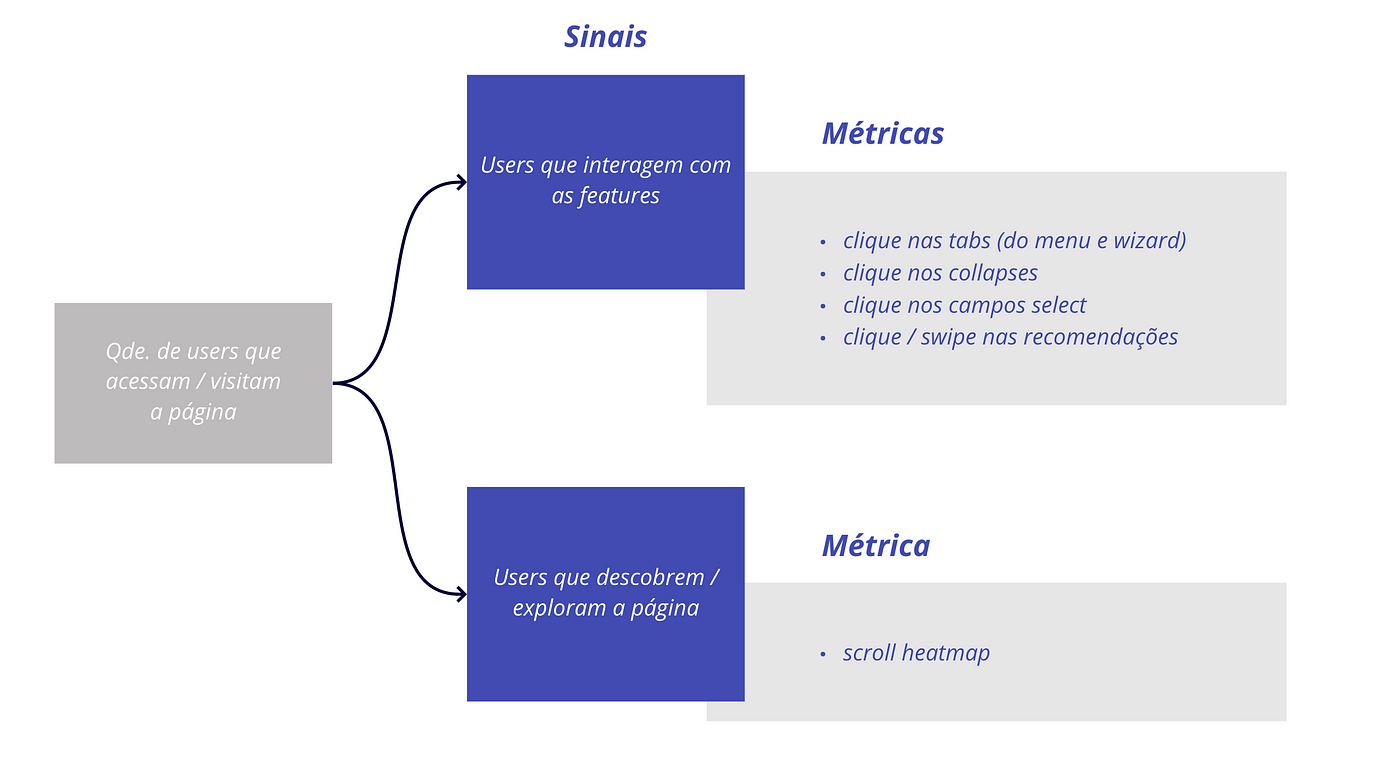 Sinais
Users que interagem com
as features
Métricas
• clique nas tabs (do menu e wizard)
• clique nos collapses
• clique nos campos select
• clique / swipe nas recomendações
Qde. de users que
acessam / visitam
a página
Users que descobrem /
exploram a página
Métrica
• scroll heatmap